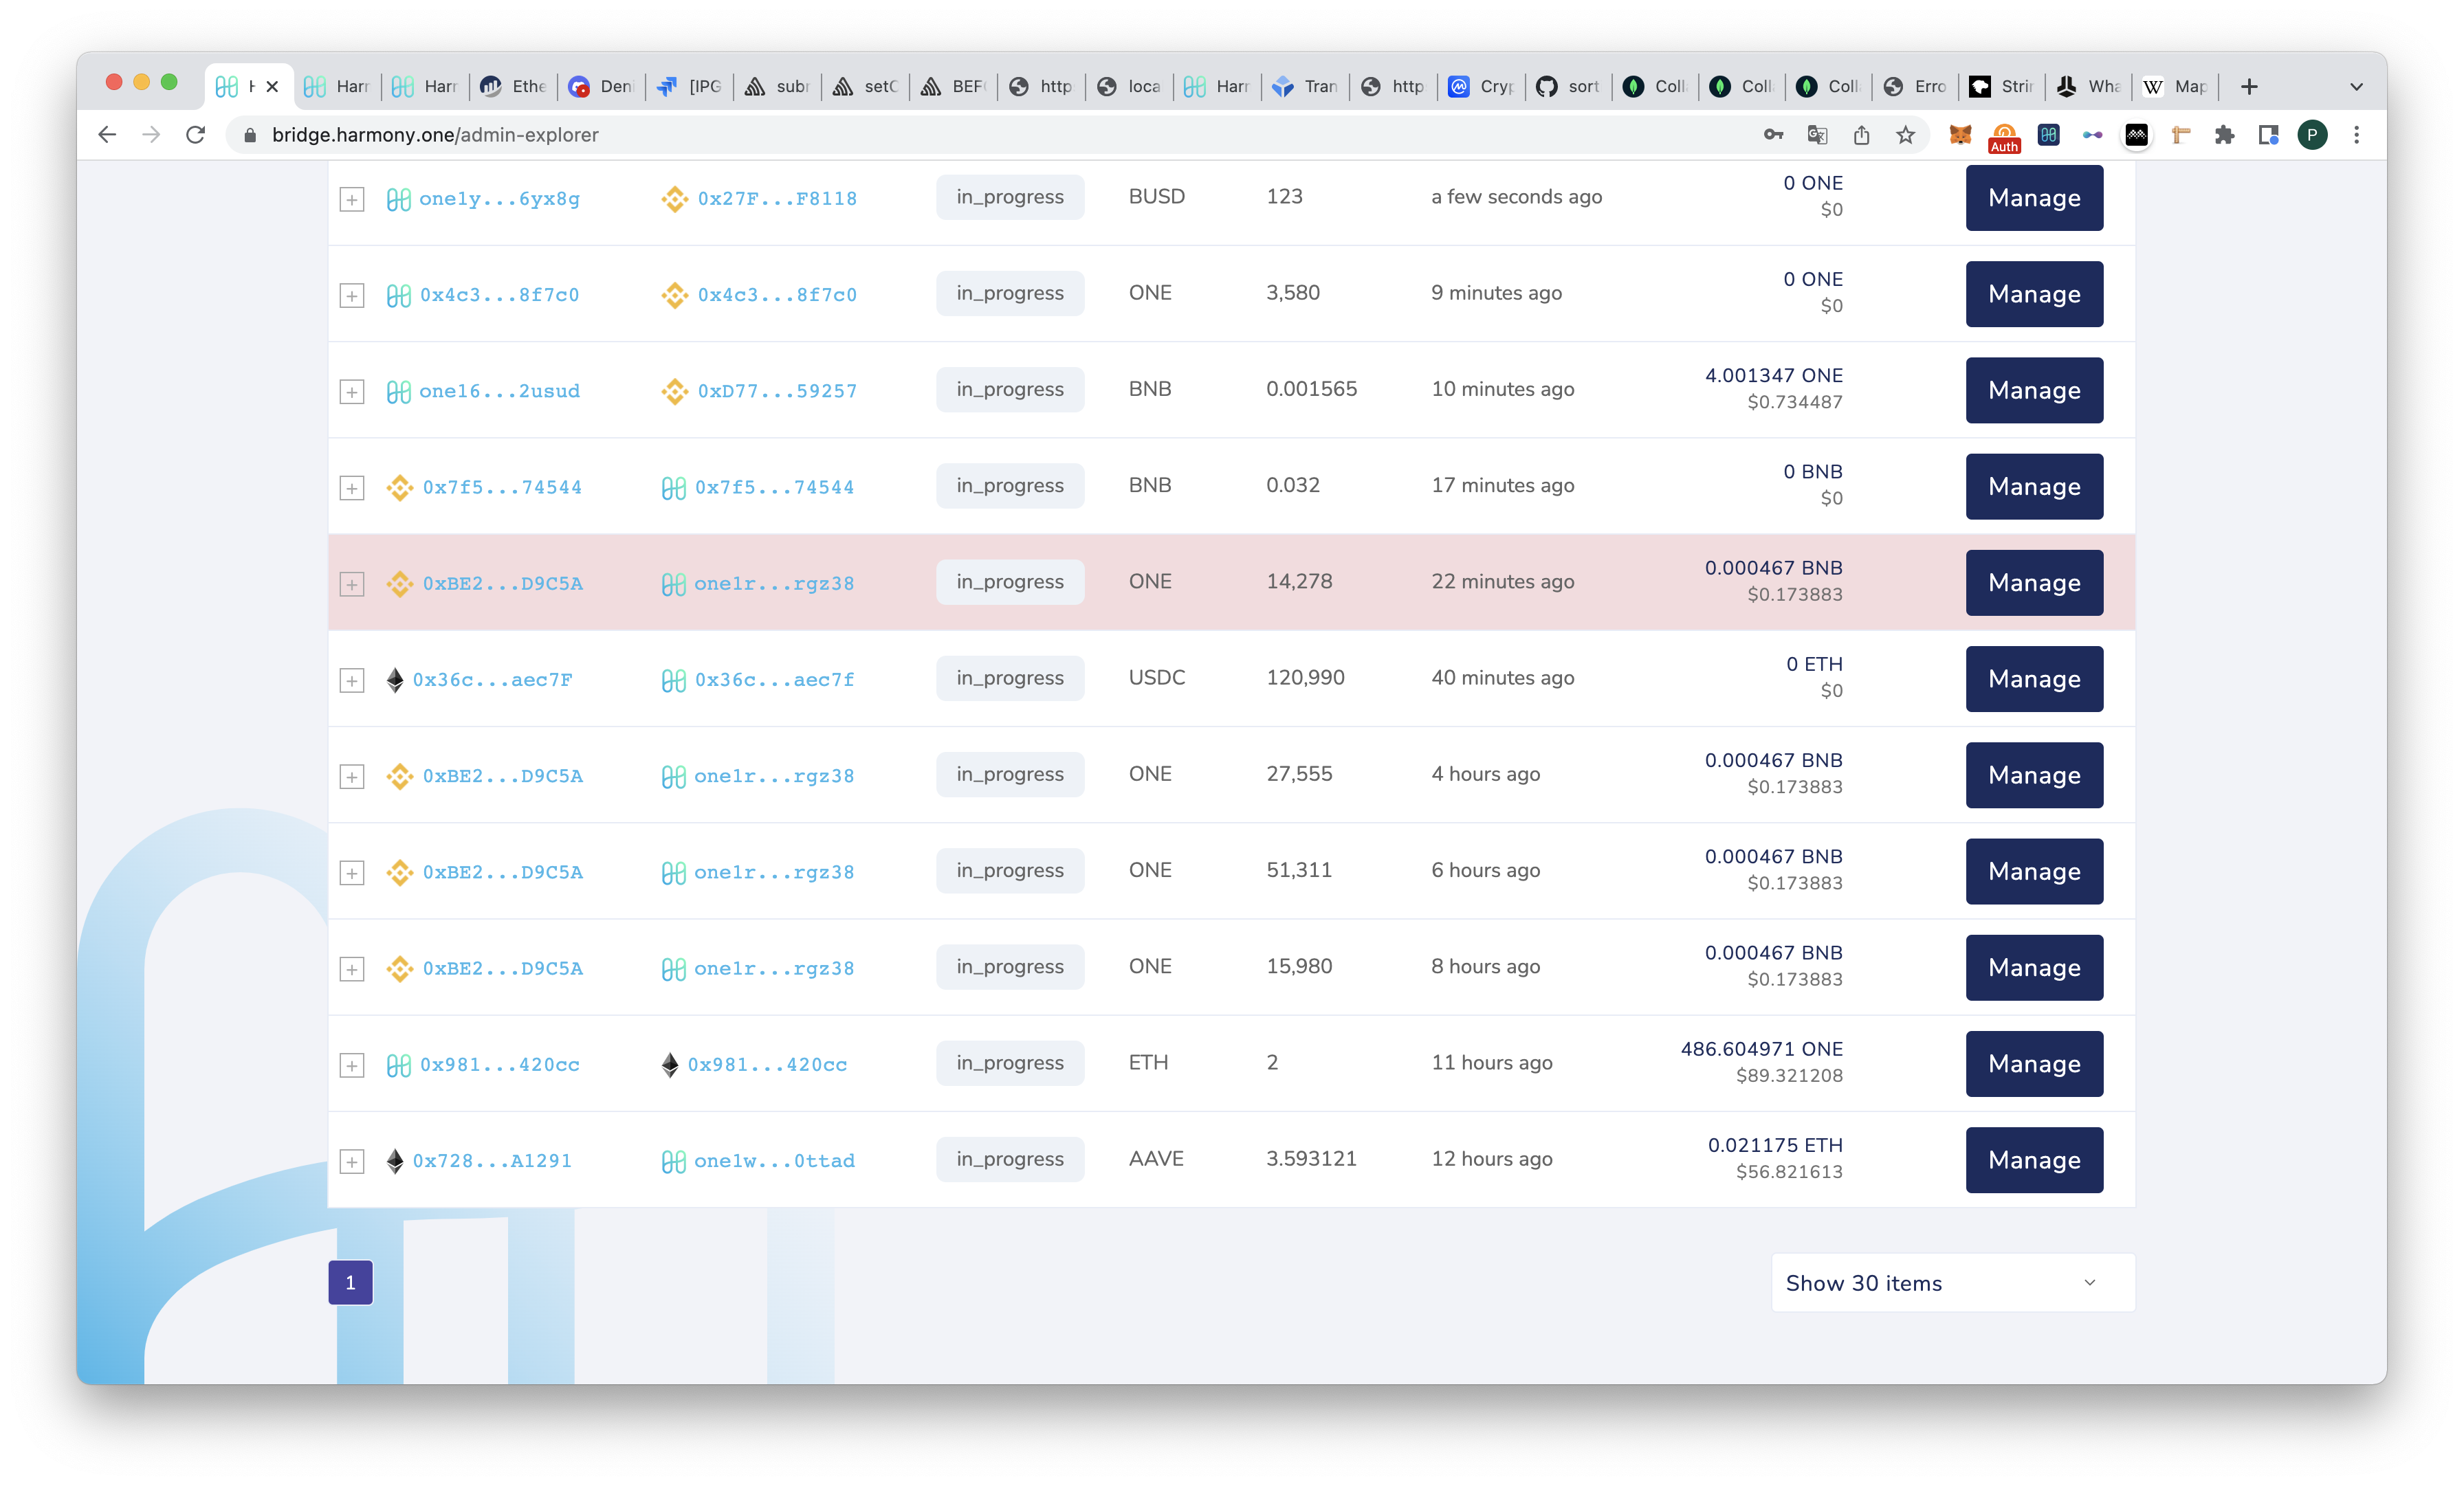 H Harr Harr Ethe Deni [IPG subr setC BEF http loca Harr Tran http Cryp sort Coll Coll Coll Erro Strir Wha W Map
bridge.harmony.one/admin-explorer Auth P
one1y...6yx8g 0x27F...F8118 in_progress BUSD 123 a few seconds ago 0 ONE Manage
$0
0x4c3...8f7c0 0x4c3...8f7c0 in_progress ONE 3,580 9 minutes ago 0 ONE Manage
$0
one16...2usud 0xD77...59257 in_progress BNB 0.001565 10 minutes ago 4.001347 ONE Manage
$0.734487
0x7f5...74544 0x7f5...74544 in_progress BNB 0.032 17 minutes ago 0 BNB Manage
$0
0xBE2...D9C5A one1r...rgz38 in_progress ONE 14,278 22 minutes ago 0.000467 BNB Manage
$0.173883
0x36c...aec7F 0x36c...aec7f in_progress USDC 120,990 40 minutes ago 0 ETH Manage
$0
0xBE2...D9C5A one1r...rgz38 in_progress ONE 27,555 4 hours ago 0.000467 BNB Manage
$0.173883
0xBE2...D9C5A one1r...rgz38 in_progress ONE 51,311 6 hours ago 0.000467 BNB Manage
$0.173883
0xBE2...D9C5A one1r...rgz38 in_progress ONE 15,980 8 hours ago 0.000467 BNB Manage
$0.173883
0x981...420cc 0x981...420cc in_progress ETH 2 11 hours ago 486.604971 ONE Manage
$89.321208
0x728...A1291 one1w...0ttad in_progress AAVE 3.593121 12 hours ago 0.021175 ETH Manage
$56.821613
1 Show 30 items